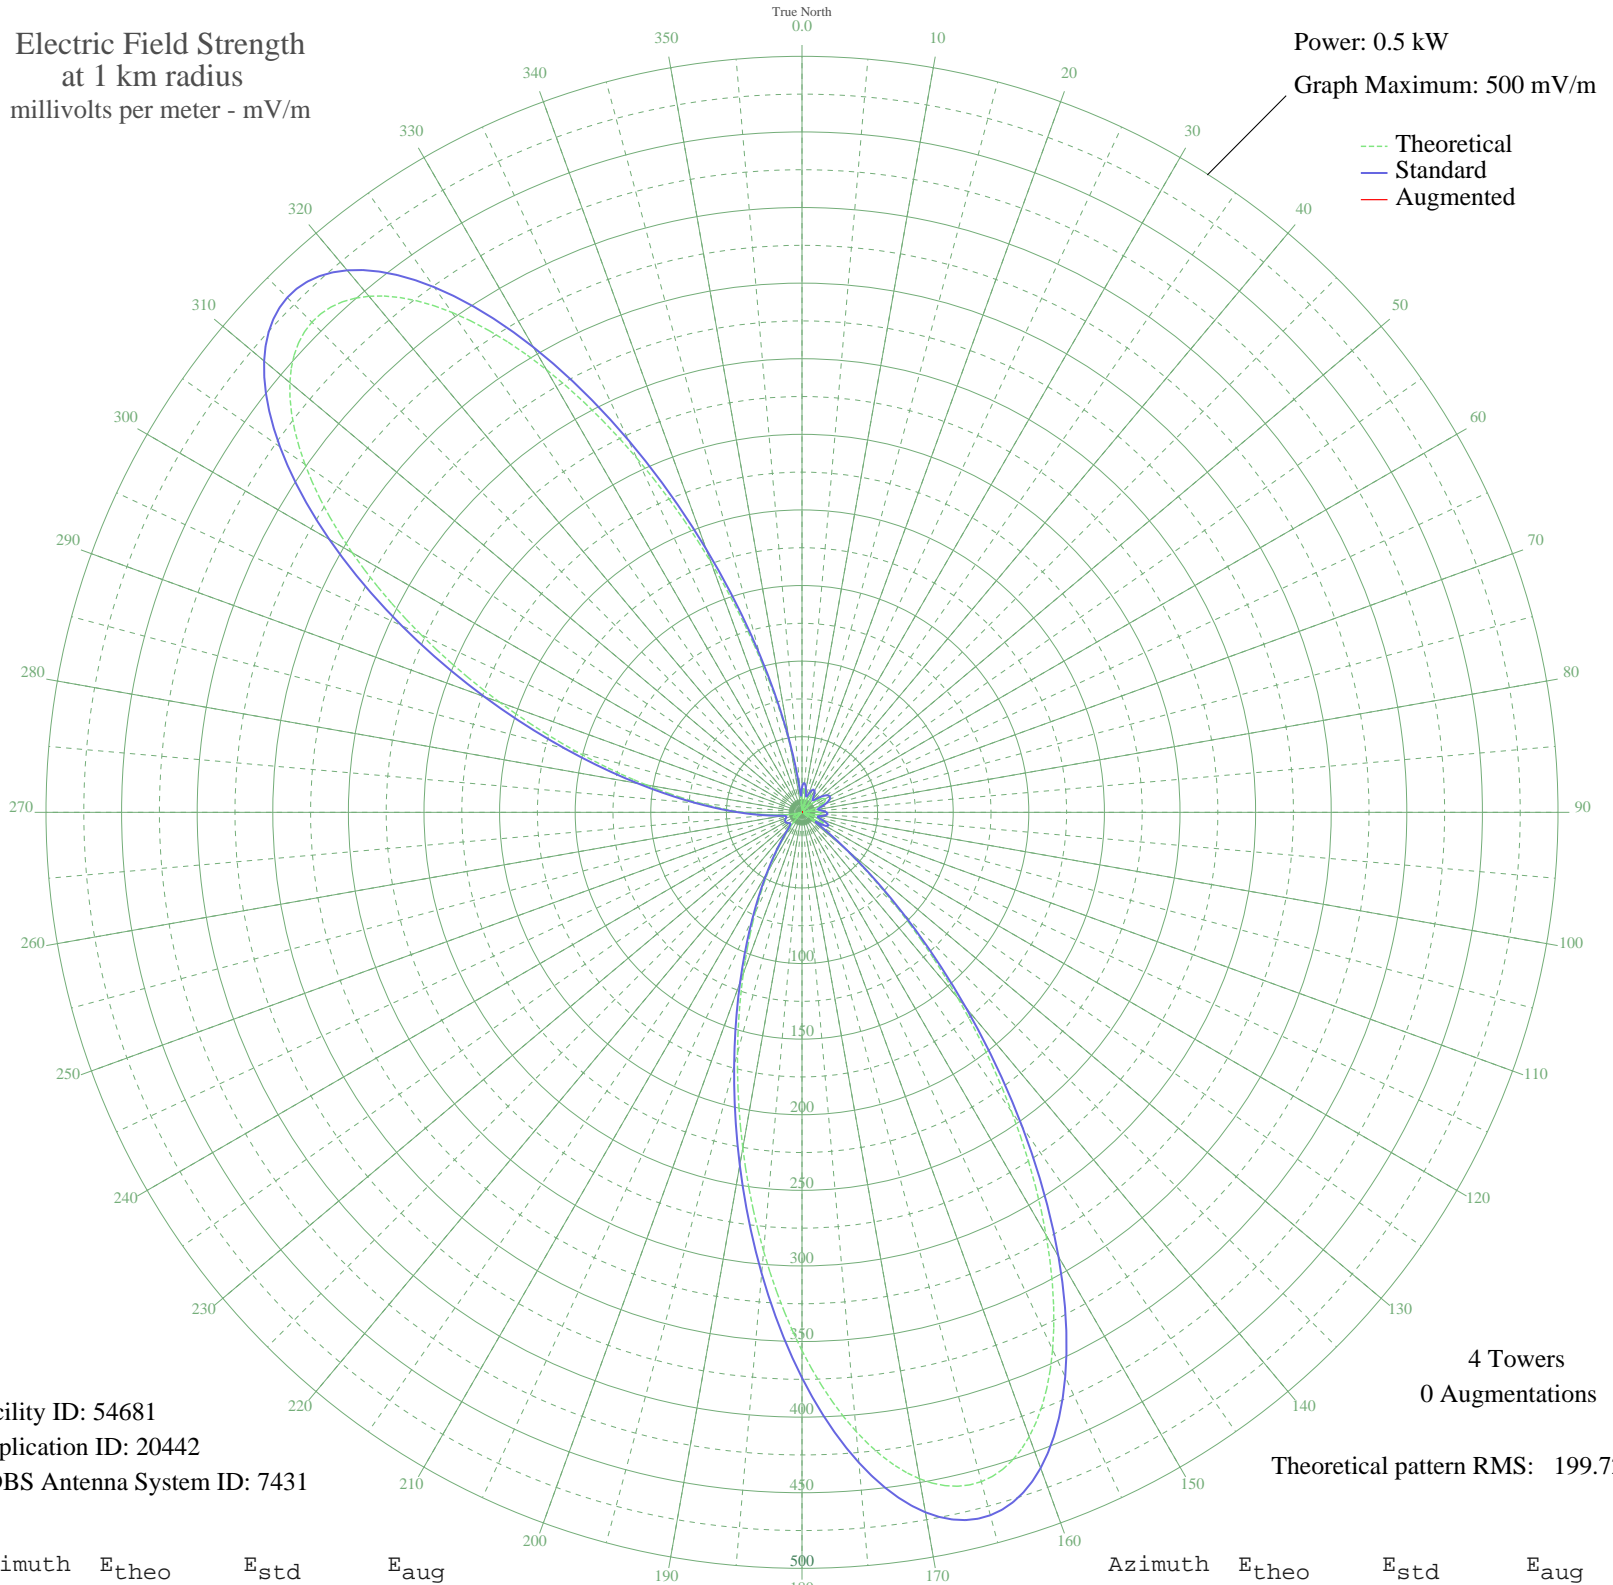 True North
Electric Field Strength
at 1 km radius
millivolts per meter - mV/m
Power: 0.5 kW
Graph Maximum: 500 mV/m
Theoretical
Standard
Augmented
0.0
10
20
30
40
50
60
70
80
90
100
110
120
130
140
150
160
170
190
200
210
220
230
240
250
260
270
280
290
300
310
320
330
340
350
100
150
200
250
300
350
400
450
500
4 Towers
0 Augmentations
Theoretical pattern RMS: 199.7
cility ID: 54681
plication ID: 20442
DBS Antenna System ID: 7431
imuth Etheo Estd Eaug
Azimuth Etheo Estd Eaug